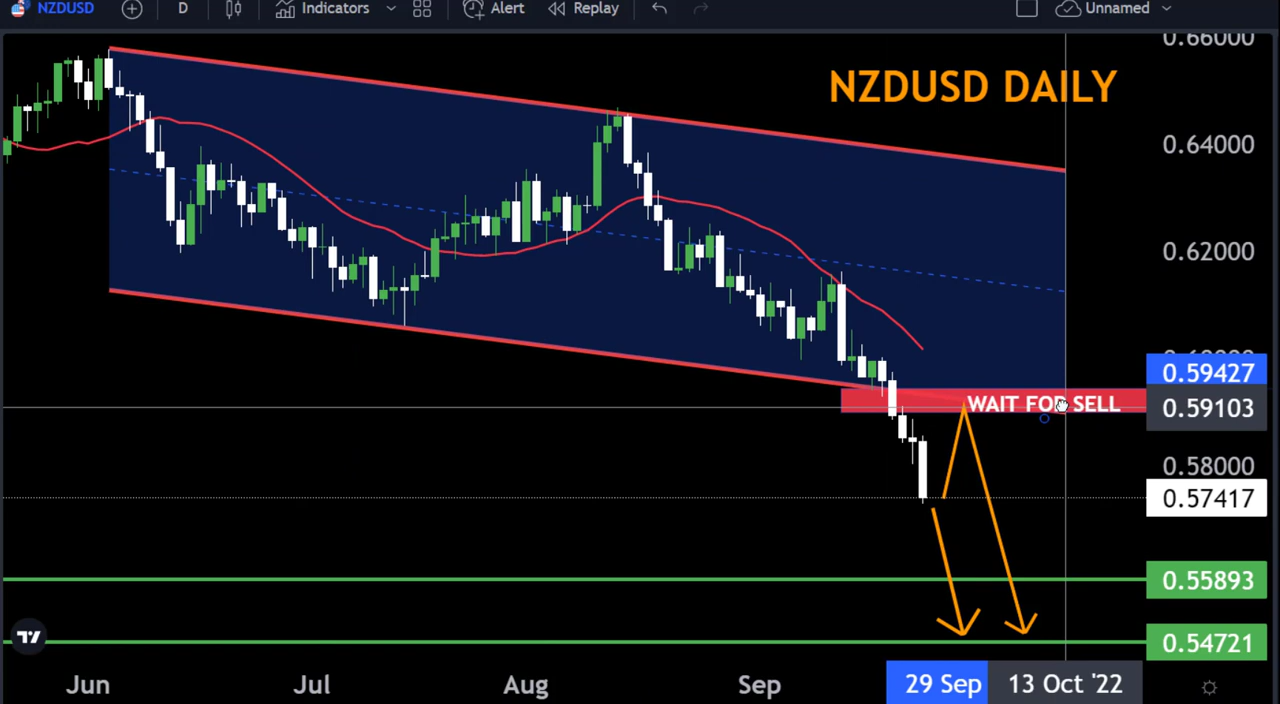 NZDUSD
D
Indicators
Alert
Replay
Unnamed
0.66000
NZDUSD DAILY
0.64000
0.62000
0.59427
WAIT FOR SELL
0.59103
0.58000
0.57417
0.55893
0.54721
Jun
Jul
Aug
Sep
29 Sep
13 Oct '22